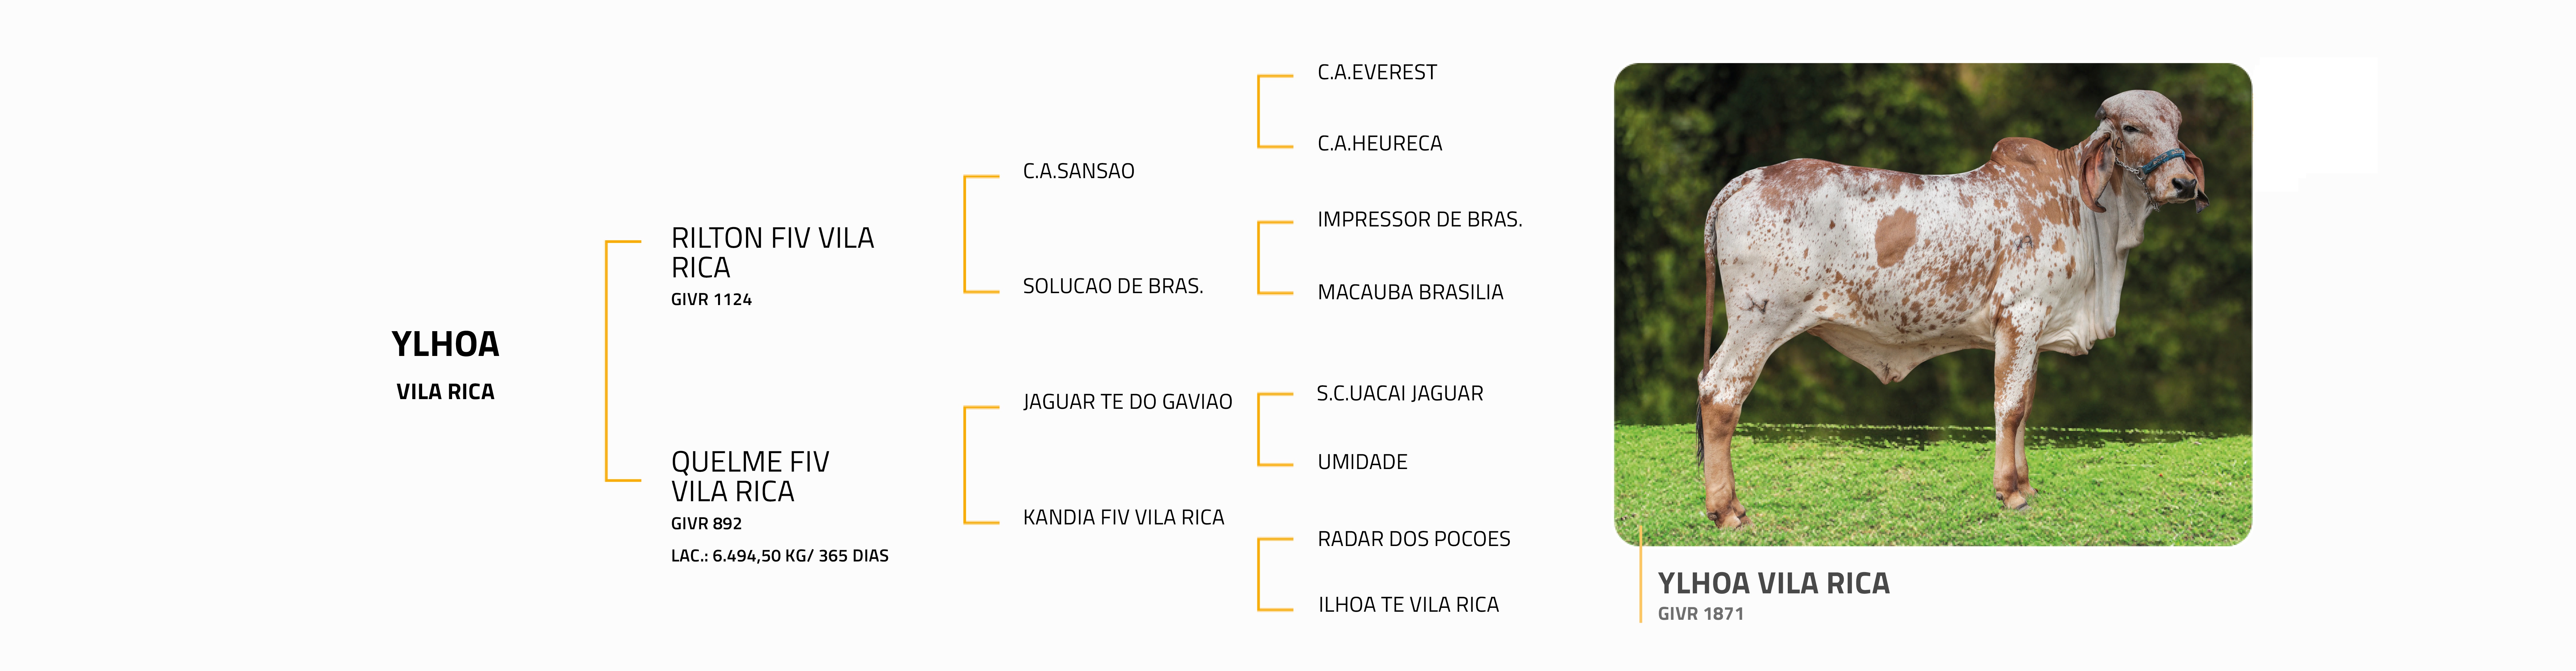 YLHOA
VILA RICA
RILTON FIV VILA
RICA
GIVR 1124
QUELME FIV
VILA RICA
GIVR 892
LAC.: 6.494,50 KG/ 365 DIAS
C.A.SANSAO
SOLUCAO DE BRAS.
JAGUAR TE DO GAVIAO
KANDIA FIV VILA RICA
C.A.EVEREST
C.A.HEURECA
IMPRESSOR DE BRAS.
MACAUBA BRASILIA
S.C.UACAI JAGUAR
UMIDADE
RADAR DOS POCOES
ILHOA TE VILA RICA
YLHOA VILA RICA
GIVR 1871